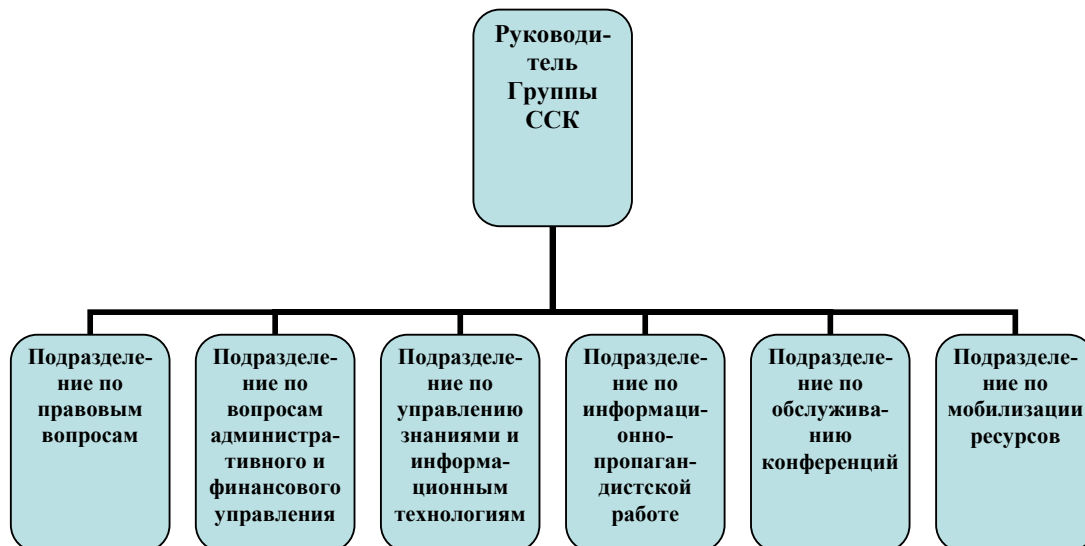 Руководи-
тель
Группы
ССК
Подразделе-
ние по
правовым
вопросам
Подразделе-
ние по
вопросам
администра-
тивного и
финансового
управления
Подразделе-
ние по
управлению
знаниями и
информа-
ционным
технологиям
Подразделе-
ние по
информаци-
онно-
пропаган-
дистской
работе
Подразделе-
ние по
обслужива-
нию
конференций
Подразделе-
ние по
мобилизации
ресурсов